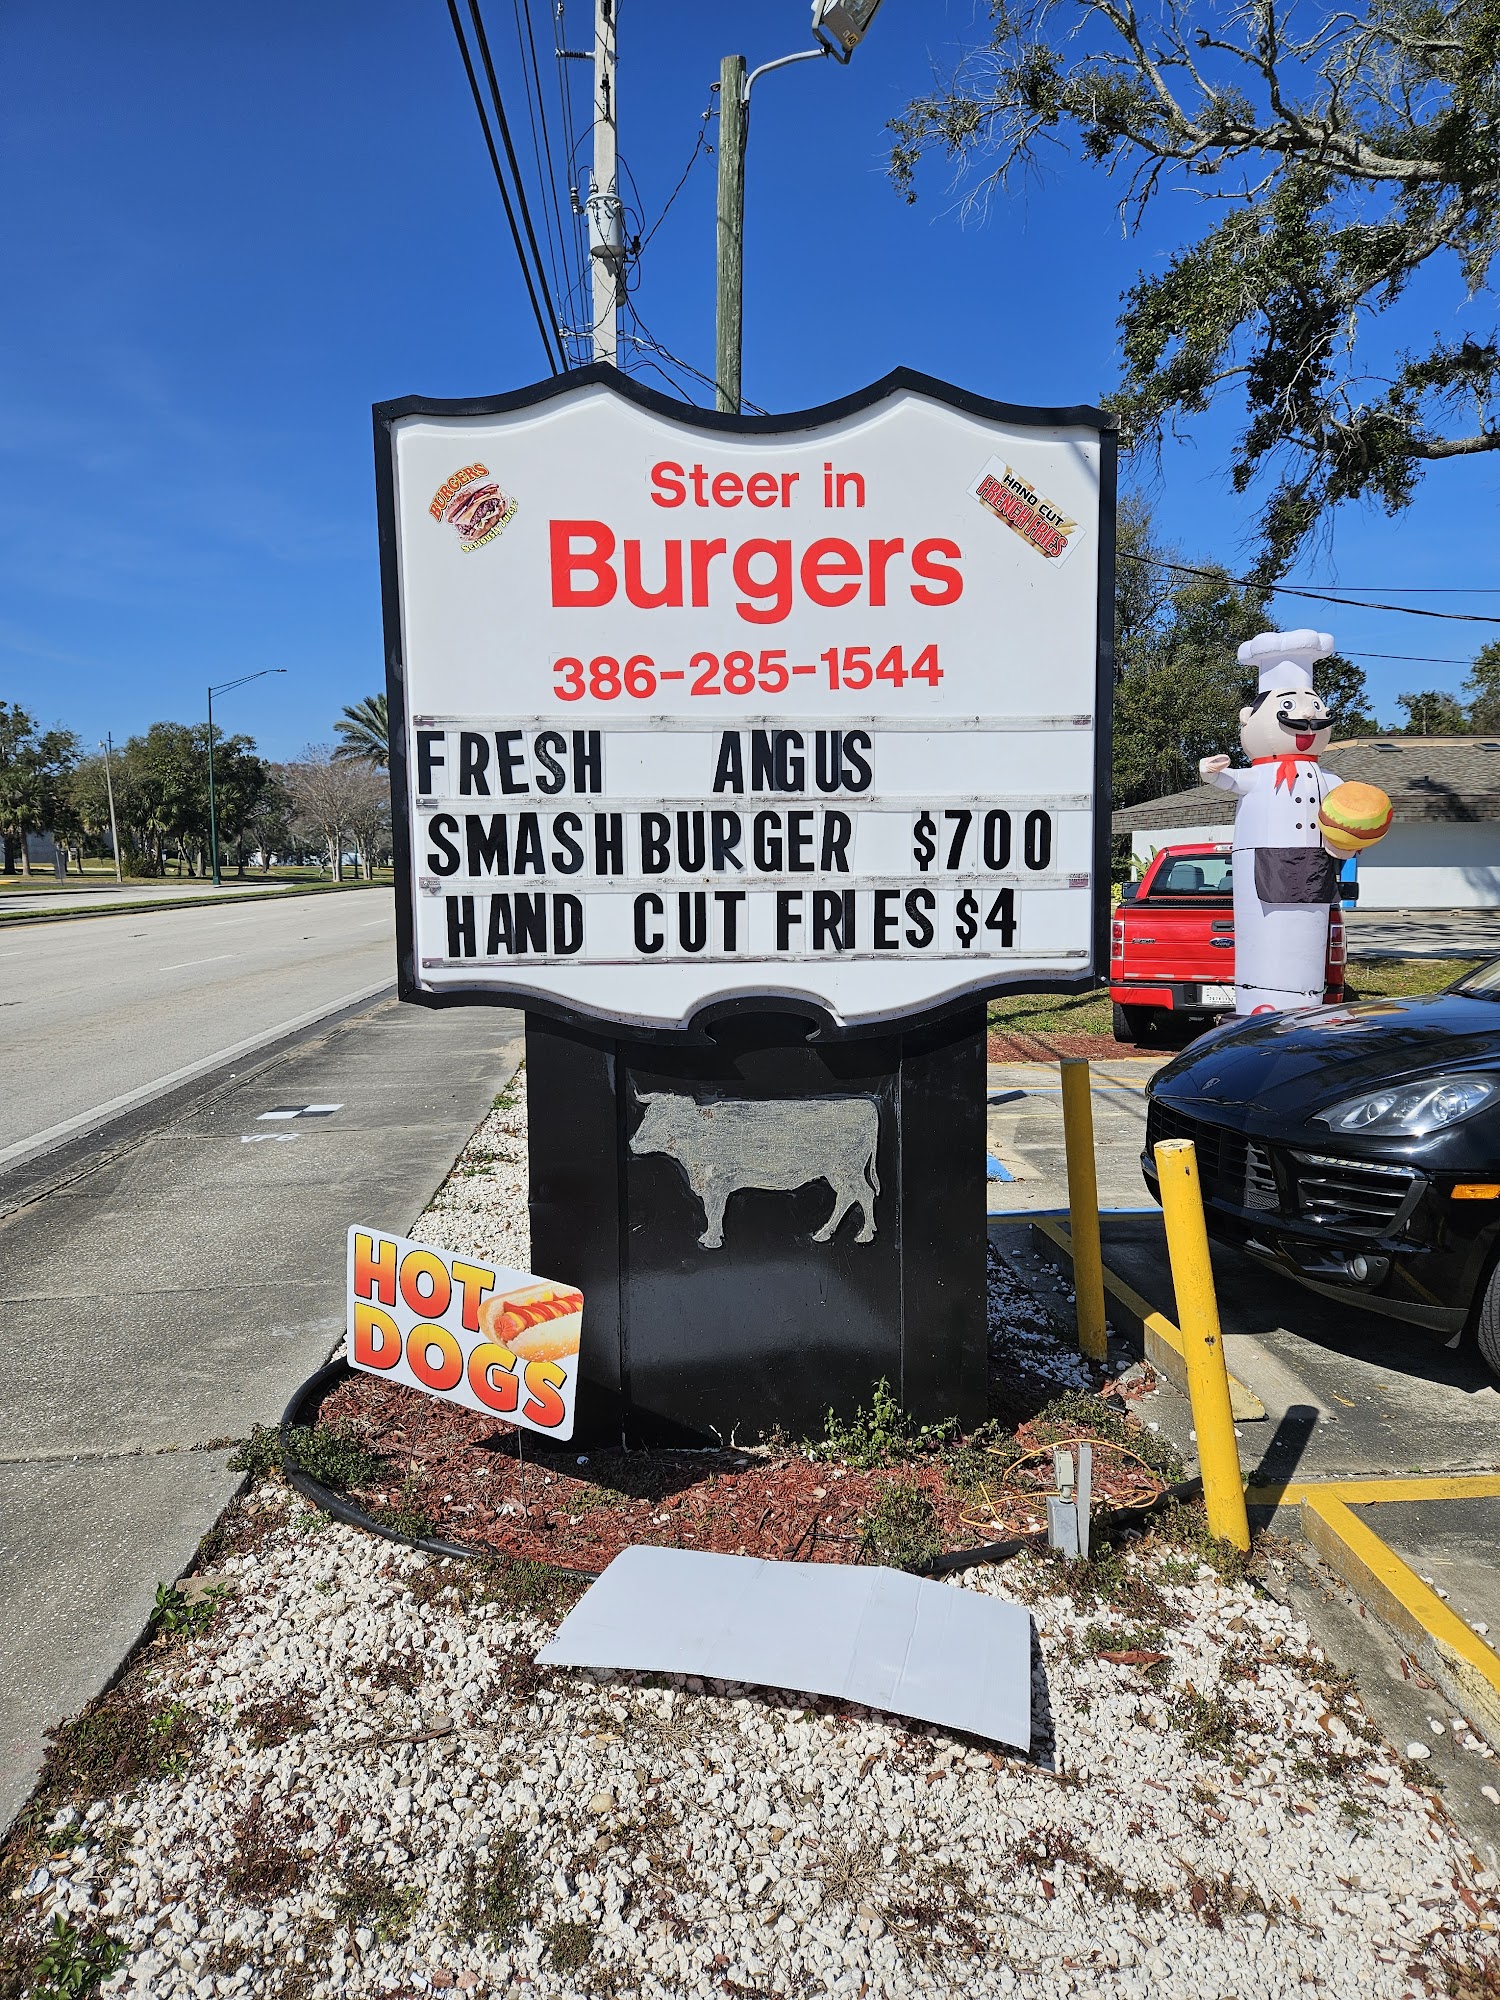 Steer in
Burgers
386-285-1544
BURGERS
HAND CUT
FRENCH FRIES
FRESH ANGUS
SMASHBURGER $700
HAND CUT FRIES $4
HOT
DOGS